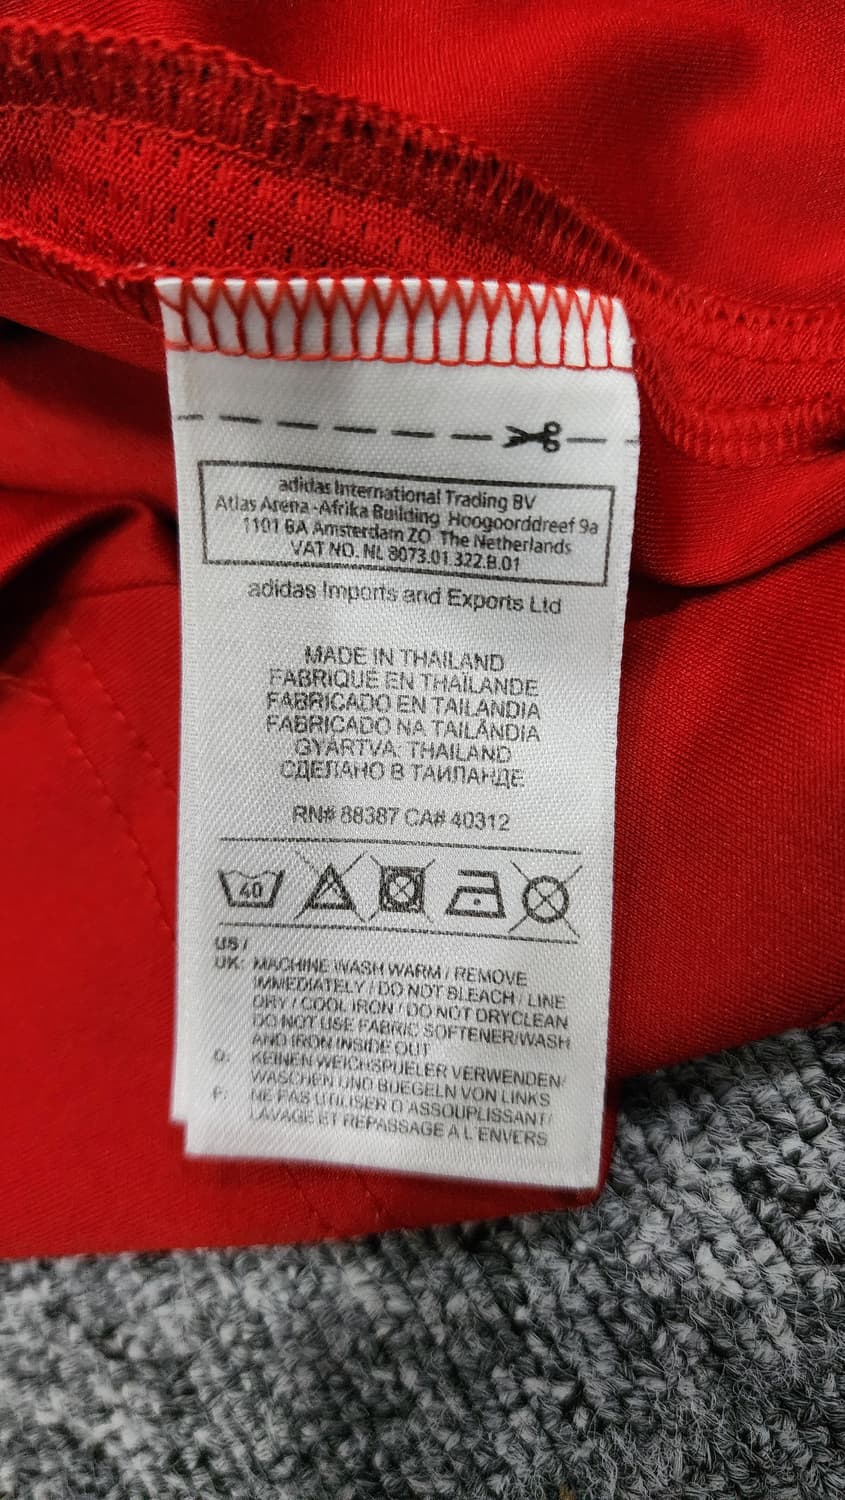 adidas International Trading BV
Atlas Arena -Afrika Building Hoogoorddreef 9a
1101 BA Amsterdam ZO The Netherlands
VAT NO. NL 8073.01.322.B.01
adidas Imports and Exports Ltd
MADE IN THAILAND
FABRIQUÉ EN THAÏLANDE
FABRICADO EN TAILANDIA
FABRICADO NA TAILÂNDIA
GYÁRTVA: THAILAND
СДЕЛАНО В ТАИЛАНДЕ
RN# 88387 CA# 40312
40
US /
UK: MACHINE WASH WARM / REMOVE
IMMEDIATELY / DO NOT BLEACH / LINE
DRY / COOL IRON / DO NOT DRYCLEAN
DO NOT USE FABRIC SOFTENER/WASH
AND IRON INSIDE OUT
D: KEINEN WEICHSPUELER VERWENDEN/
WASCHEN UND BUEGELN VON LINKS
F: NE PAS UTILISER D'ASSOUPLISSANT/
LAVAGE ET REPASSAGE A L'ENVERS